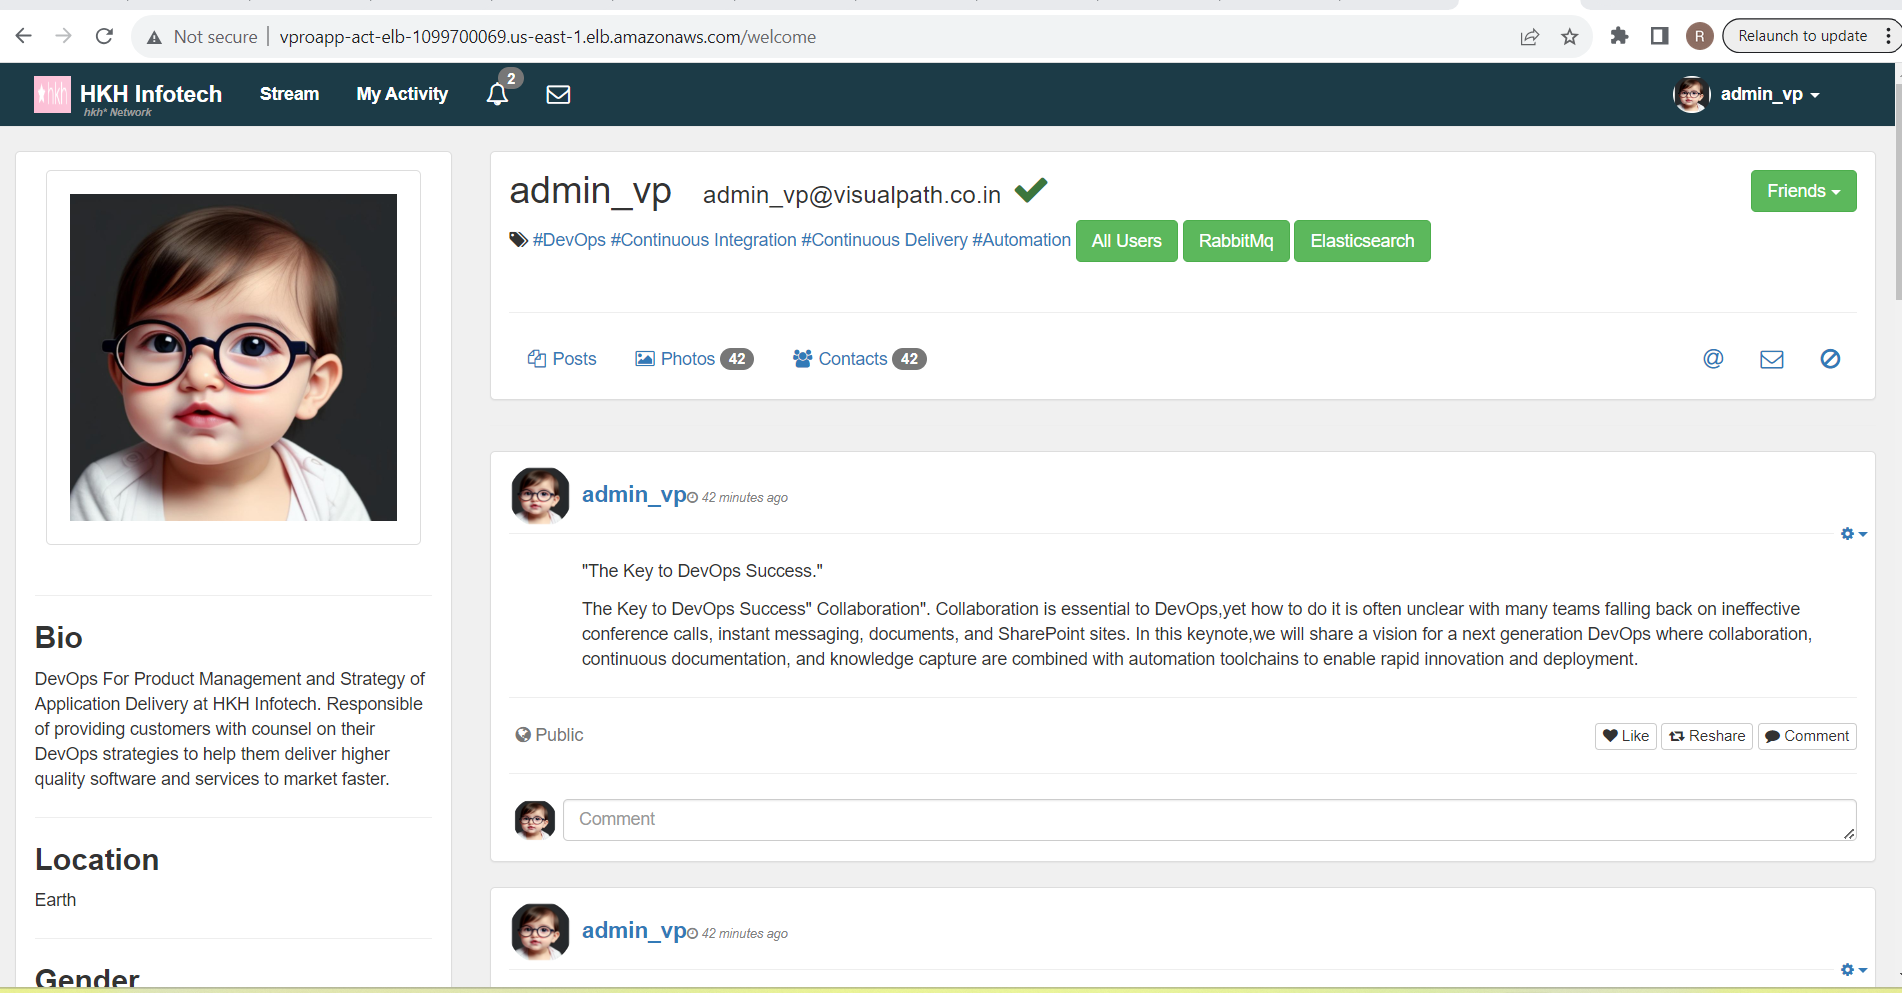 Not secure vproapp-act-elb-1099700069.us-east-1.elb.amazonaws.com/welcome R Relaunch to update
hkh HKH Infotech Stream My Activity 2 admin_vp
hkh* Network
admin_vp admin_vp@visualpath.co.in Friends
#DevOps #Continuous Integration #Continuous Delivery #Automation All Users RabbitMq Elasticsearch
Posts Photos 42 Contacts 42 @
admin_vp 42 minutes ago
"The Key to DevOps Success."
The Key to DevOps Success" Collaboration". Collaboration is essential to DevOps,yet how to do it is often unclear with many teams falling back on ineffective
conference calls, instant messaging, documents, and SharePoint sites. In this keynote,we will share a vision for a next generation DevOps where collaboration,
continuous documentation, and knowledge capture are combined with automation toolchains to enable rapid innovation and deployment.
Public Like Reshare Comment
Comment
admin_vp 42 minutes ago
Bio
DevOps For Product Management and Strategy of
Application Delivery at HKH Infotech. Responsible
of providing customers with counsel on their
DevOps strategies to help them deliver higher
quality software and services to market faster.
Location
Earth
Gender